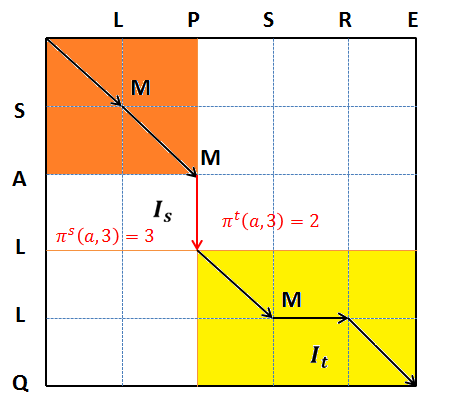 L P S R E
S
M
M
A
I_s
π^t(a,3) = 2
π^s(a,3) = 3
L
M
L
I_t
Q